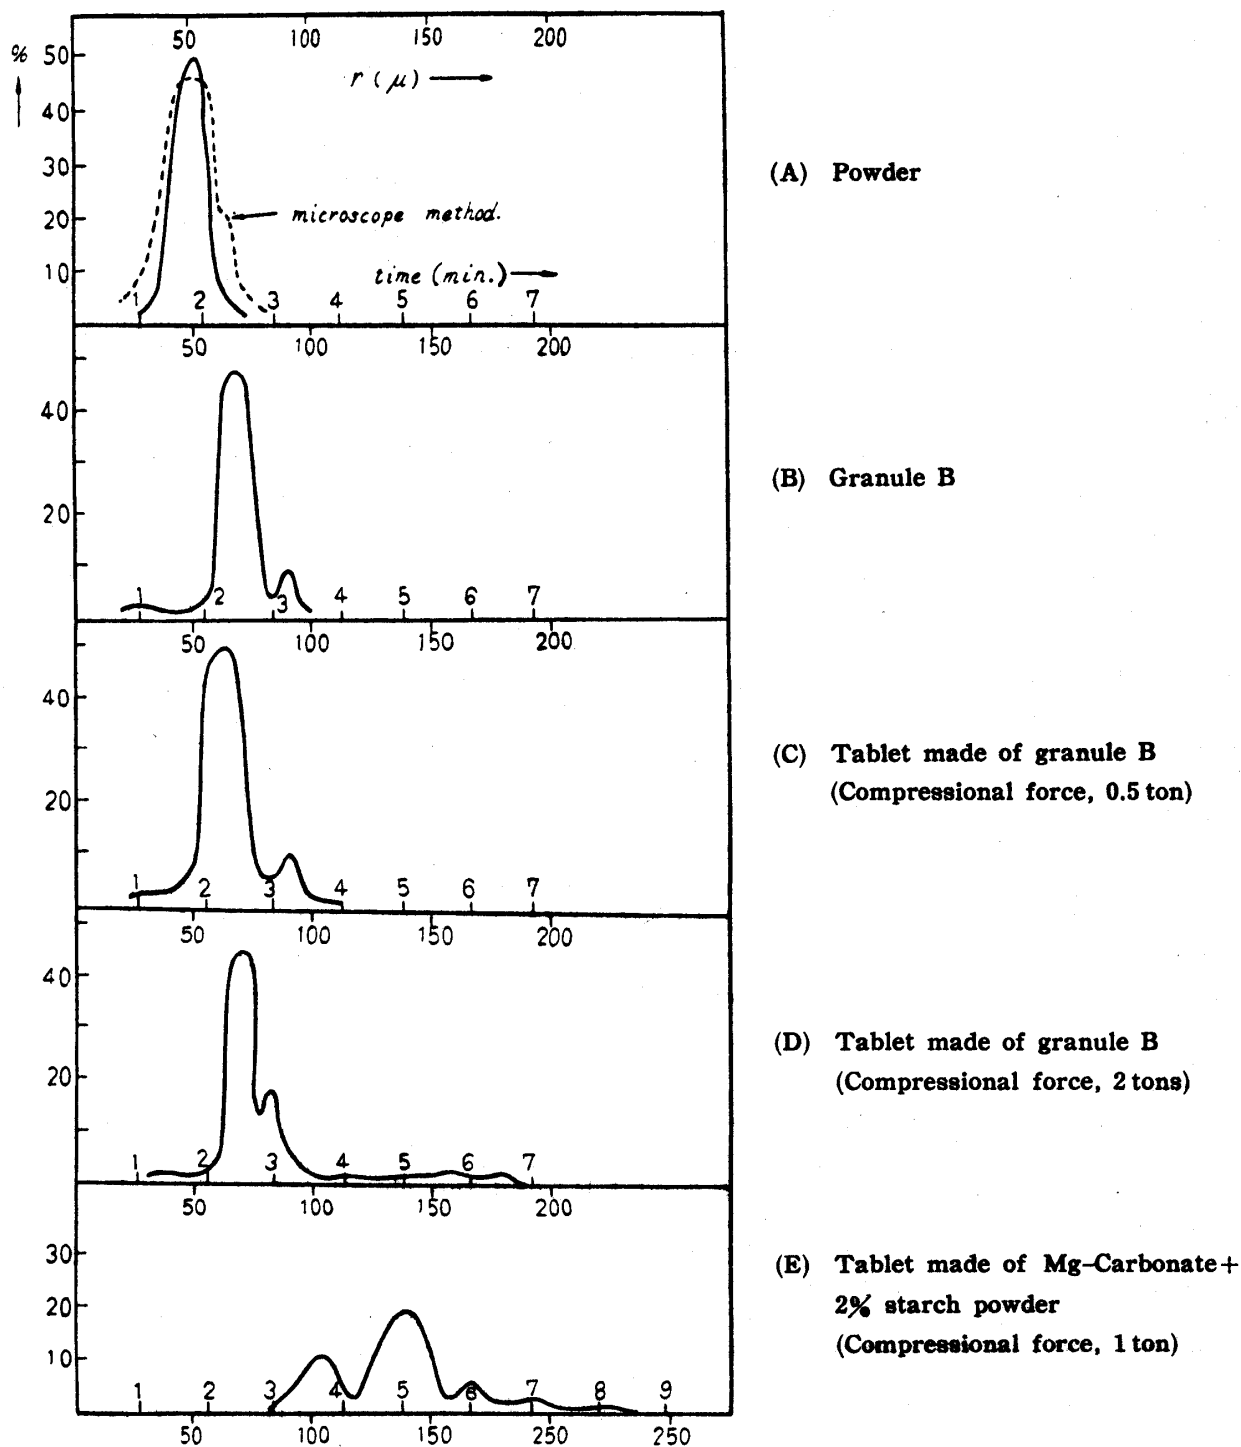 50 100 150 200
%
50
r (μ)
40
30
(A) Powder
20
microscope method.
10
time (min.)
1 2 3 4 5 6 7
50 100 150 200
40
(B) Granule B
20
1 2 3 4 5 6 7
50 100 150 200
40
(C) Tablet made of granule B
(Compressional force, 0.5 ton)
20
1 2 3 4 5 6 7
50 100 150 200
40
(D) Tablet made of granule B
(Compressional force, 2 tons)
20
1 2 3 4 5 6 7
50 100 150 200
30
(E) Tablet made of Mg-Carbonate+
2% starch powder
(Compressional force, 1 ton)
20
10
1 2 3 4 5 6 7 8 9
50 100 150 250 250